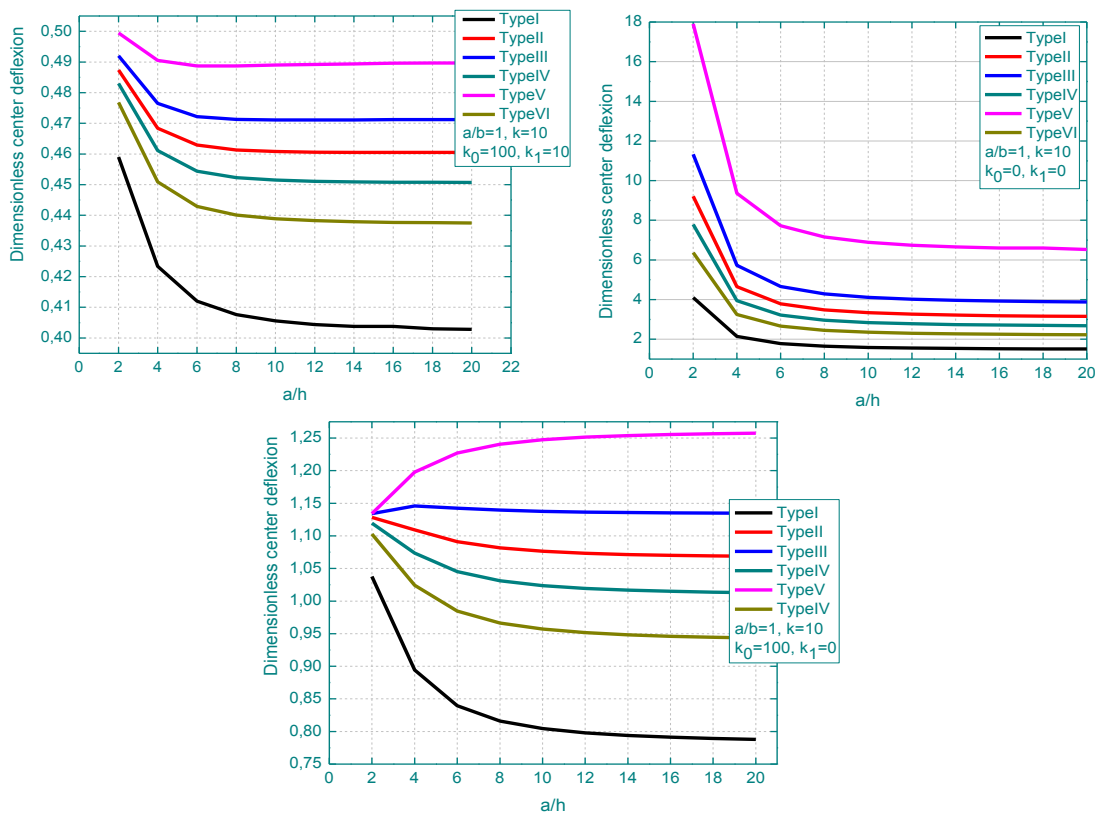 Dimensionless center deflexion
0,50
0,49
0,48
0,47
0,46
0,45
0,44
0,43
0,42
0,41
0,40
0 2 4 6 8 10 12 14 16 18 20 22
a/h
TypeI
TypeII
TypeIII
TypeIV
TypeV
TypeVI
a/b=1, k=10
k0=100, k1=10
Dimensionless center deflexion
18
16
14
12
10
8
6
4
2
0 2 4 6 8 10 12 14 16 18 20
a/h
TypeI
TypeII
TypeIII
TypeIV
TypeV
TypeVI
a/b=1, k=10
k0=0, k1=0
Dimensionless center deflexion
1,25
1,20
1,15
1,10
1,05
1,00
0,95
0,90
0,85
0,80
0,75
0 2 4 6 8 10 12 14 16 18 20
a/h
TypeI
TypeII
TypeIII
TypeIV
TypeV
TypeIV
a/b=1, k=10
k0=100, k1=0